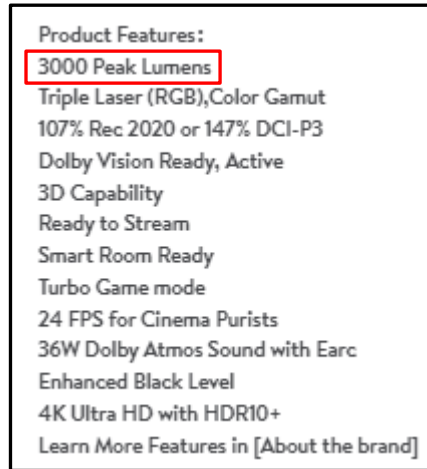 Product Features:
3000 Peak Lumens
Triple Laser (RGB),Color Gamut
107% Rec 2020 or 147% DCI-P3
Dolby Vision Ready, Active
3D Capability
Ready to Stream
Smart Room Ready
Turbo Game mode
24 FPS for Cinema Purists
36W Dolby Atmos Sound with Earc
Enhanced Black Level
4K Ultra HD with HDR10+
Learn More Features in [About the brand]